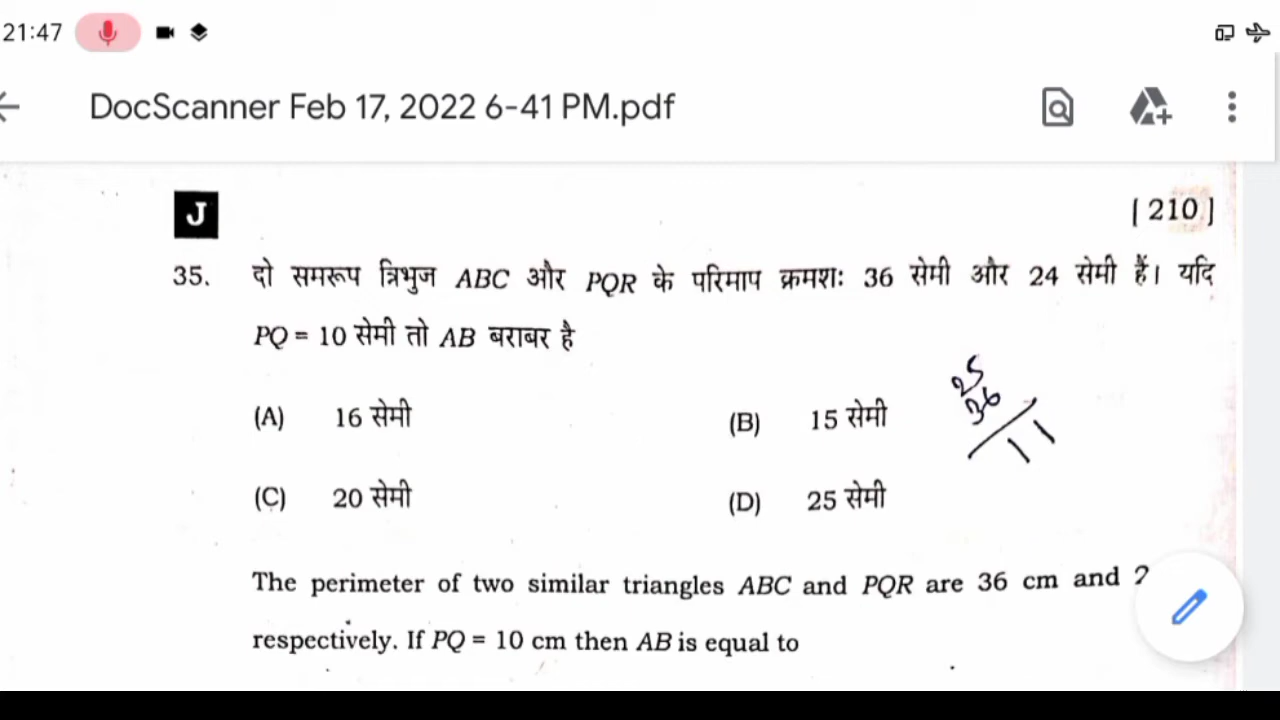 21:47
DocScanner Feb 17, 2022 6-41 PM.pdf
J
[ 210 ]
35. दो समरूप त्रिभुज ABC और PQR के परिमाप क्रमशः 36 सेमी और 24 सेमी हैं। यदि
PQ = 10 सेमी तो AB बराबर है
25
36
11
(A) 16 सेमी
(B) 15 सेमी
(C) 20 सेमी
(D) 25 सेमी
The perimeter of two similar triangles ABC and PQR are 36 cm and 2
respectively. If PQ = 10 cm then AB is equal to